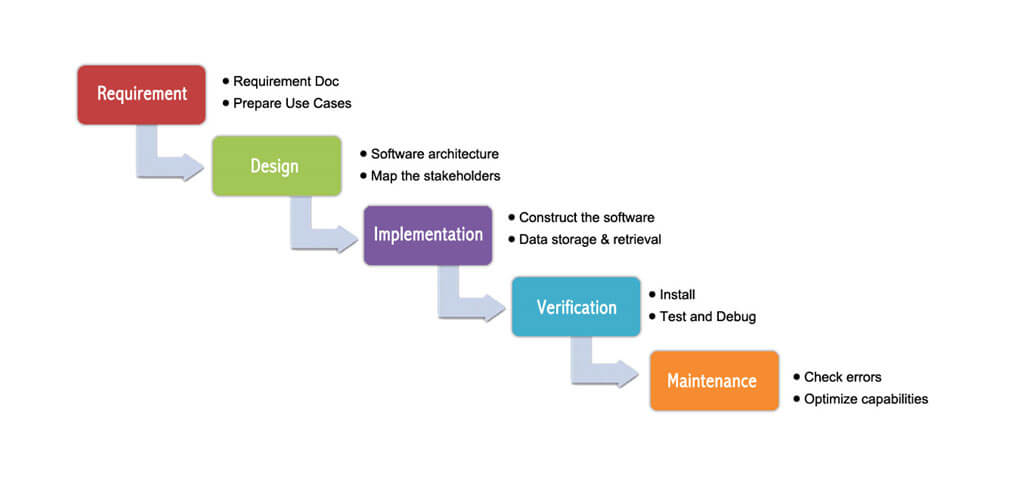 Requirement
● Requirement Doc
● Prepare Use Cases
Design
● Software architecture
● Map the stakeholders
Implementation
● Construct the software
● Data storage & retrieval
Verification
● Install
● Test and Debug
Maintenance
● Check errors
● Optimize capabilities